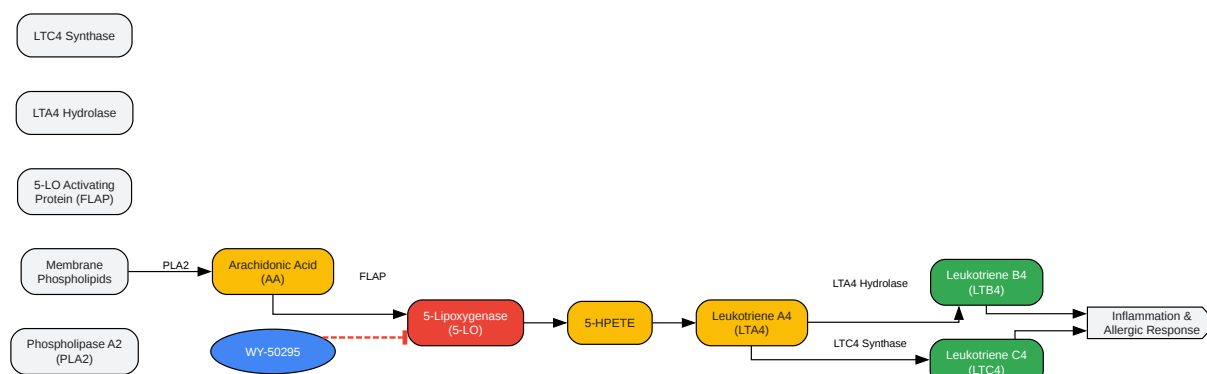 LTC4 Synthase
LTA4 Hydrolase
5-LO Activating
Protein (FLAP)
Membrane
Phospholipids
PLA2
Arachidonic Acid
(AA)
FLAP
Phospholipase A2
(PLA2)
WY-50295
5-Lipoxygenase
(5-LO)
5-HPETE
Leukotriene A4
(LTA4)
LTA4 Hydrolase
LTC4 Synthase
Leukotriene B4
(LTB4)
Leukotriene C4
(LTC4)
Inflammation &
Allergic Response